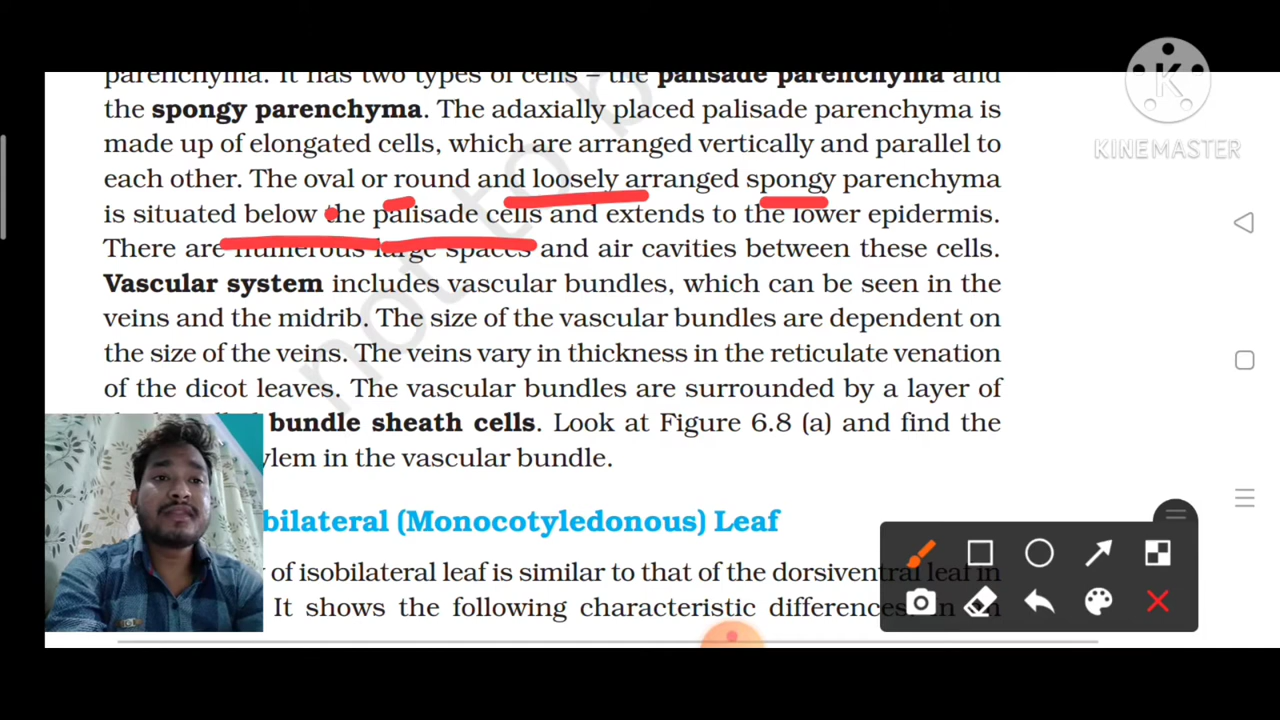 parenchyma. It has two types of cells – the palisade parenchyma and
the spongy parenchyma. The adaxially placed palisade parenchyma is
made up of elongated cells, which are arranged vertically and parallel to
each other. The oval or round and loosely arranged spongy parenchyma
is situated below the palisade cells and extends to the lower epidermis.
There are numerous large spaces and air cavities between these cells.
Vascular system includes vascular bundles, which can be seen in the
veins and the midrib. The size of the vascular bundles are dependent on
the size of the veins. The veins vary in thickness in the reticulate venation
of the dicot leaves. The vascular bundles are surrounded by a layer of
bundle sheath cells. Look at Figure 6.8 (a) and find the
ylem in the vascular bundle.
bilateral (Monocotyledonous) Leaf
y of isobilateral leaf is similar to that of the dorsiventral leaf in
It shows the following characteristic differences. In an
not to b
K
KINEMASTER